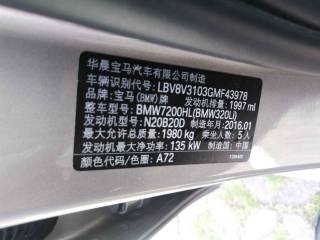 华晨宝马汽车有限公司制造
车辆识别代号: LBV8V3103GMF43978
品牌: 宝马(BMW)牌 发动机排量: 1997 ml
整车型号: BMW7200HL(BMW320Li)
发动机型号: N20B20D 制造年月: 2016.01
最大允许总质量: 1980 kg 乘坐人数: 5人
发动机最大净功率: 135 kW 制造国: 中国
颜色代码/色圈: A72